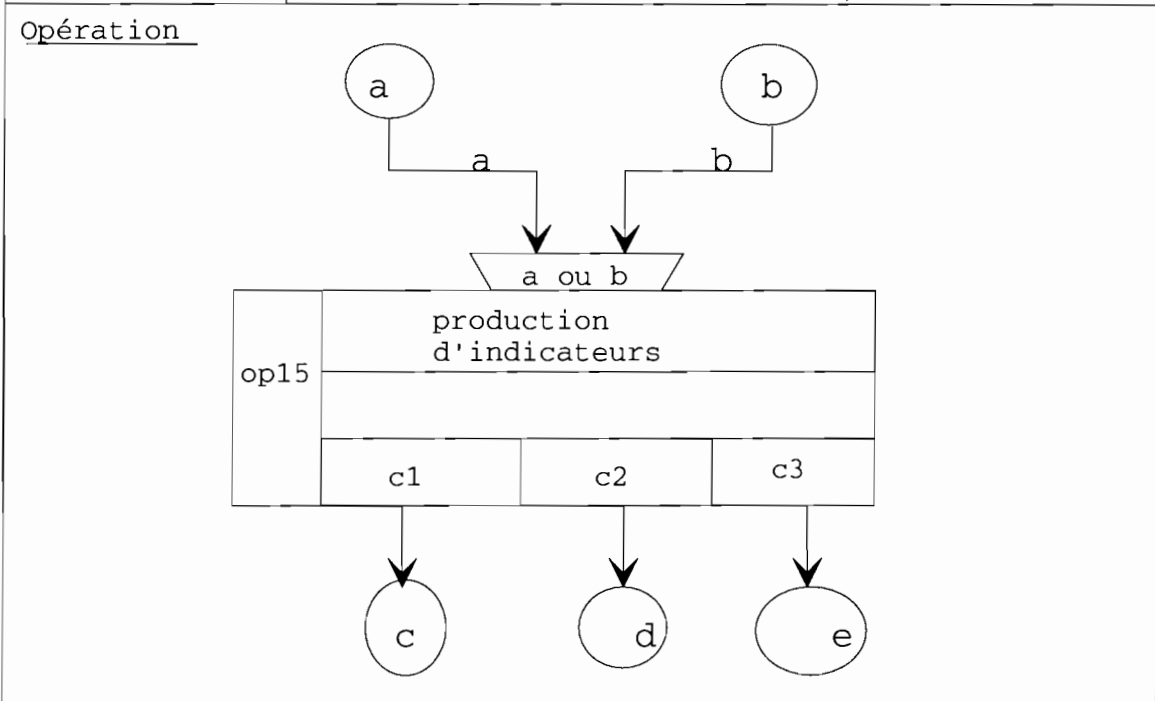 Opération
a
b
a
b
a ou b
production
d'indicateurs
op15
c1
c2
c3
c
d
e